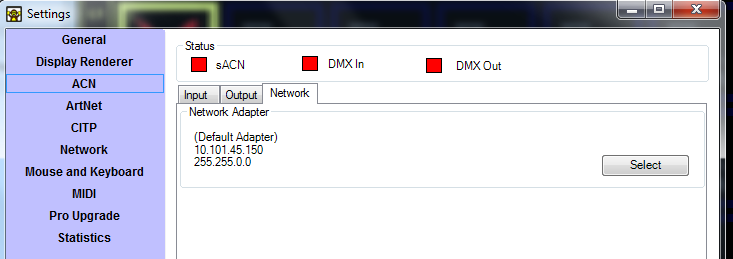 Settings
General
Display Renderer
ACN
ArtNet
CITP
Network
Mouse and Keyboard
MIDI
Pro Upgrade
Statistics
Status
sACN DMX In DMX Out
Input Output Network
Network Adapter
(Default Adapter)
10.101.45.150
255.255.0.0
Select